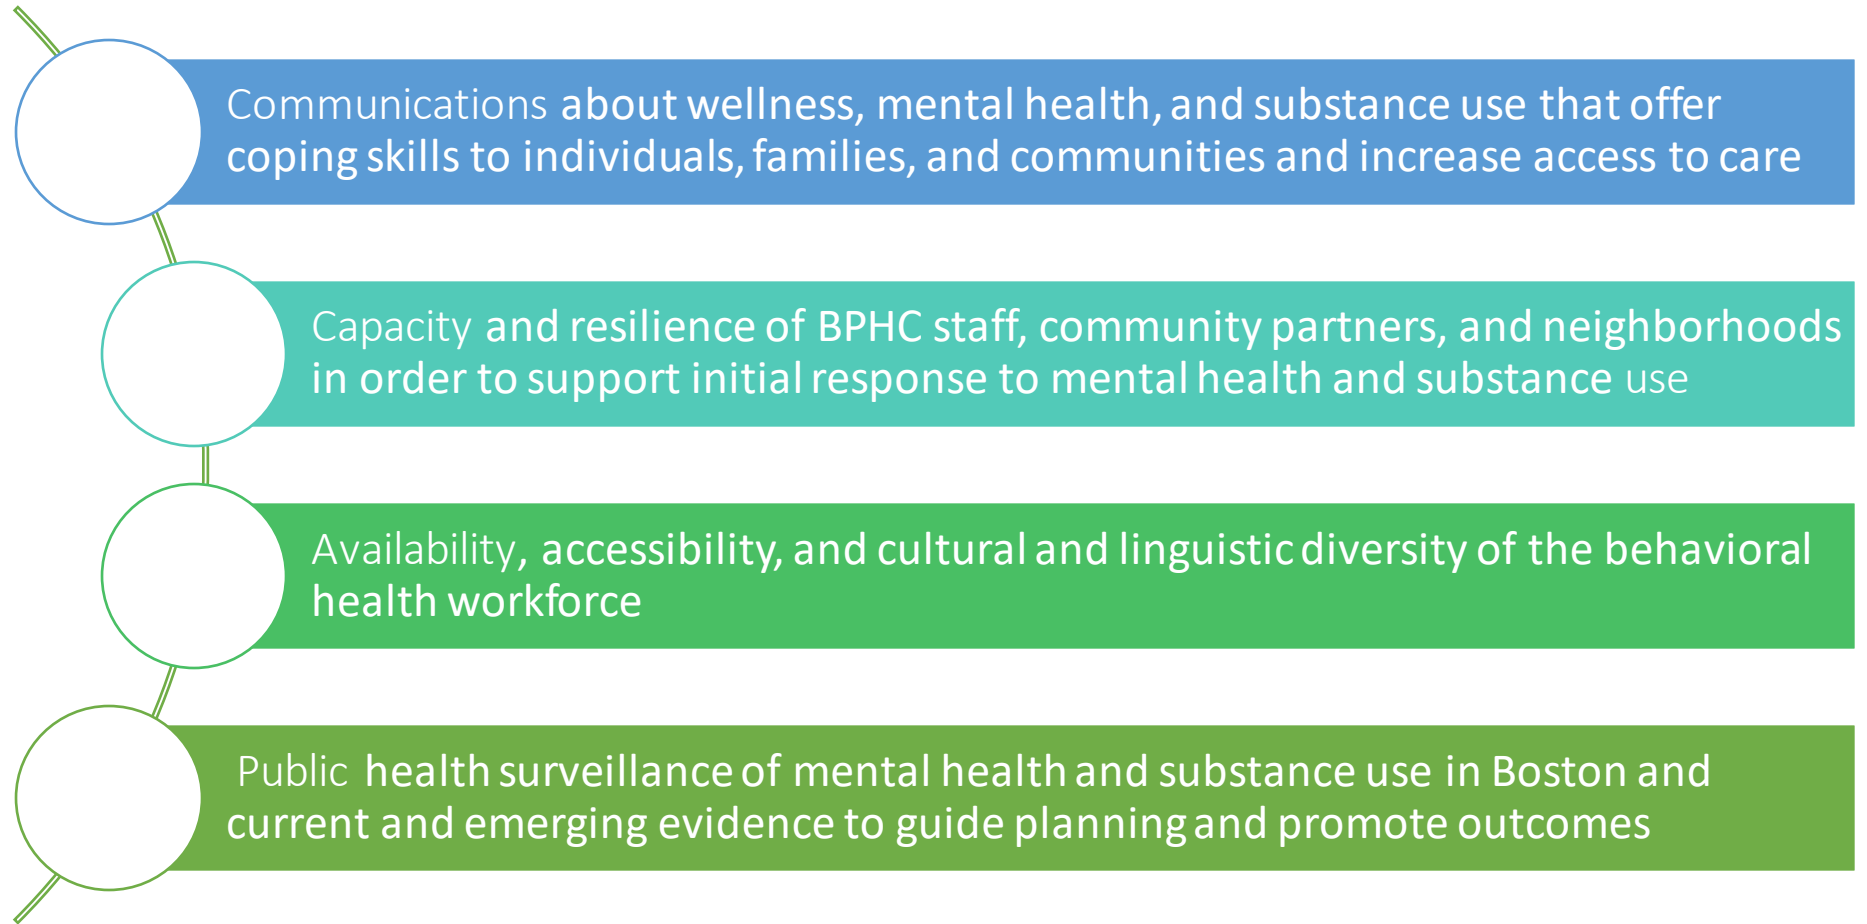 Communications about wellness, mental health, and substance use that offer
coping skills to individuals, families, and communities and increase access to care
Capacity and resilience of BPHC staff, community partners, and neighborhoods
in order to support initial response to mental health and substance use
Availability, accessibility, and cultural and linguistic diversity of the behavioral
health workforce
Public health surveillance of mental health and substance use in Boston and
current and emerging evidence to guide planning and promote outcomes